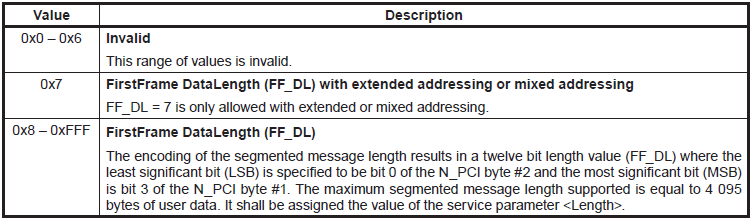 Value Description
0x0 – 0x6 Invalid
This range of values is invalid.
0x7 FirstFrame DataLength (FF_DL) with extended addressing or mixed addressing
FF_DL = 7 is only allowed with extended or mixed addressing.
0x8 – 0xFFF FirstFrame DataLength (FF_DL)
The encoding of the segmented message length results in a twelve bit length value (FF_DL) where the
least significant bit (LSB) is specified to be bit 0 of the N_PCI byte #2 and the most significant bit (MSB)
is bit 3 of the N_PCI byte #1. The maximum segmented message length supported is equal to 4 095
bytes of user data. It shall be assigned the value of the service parameter <Length>.